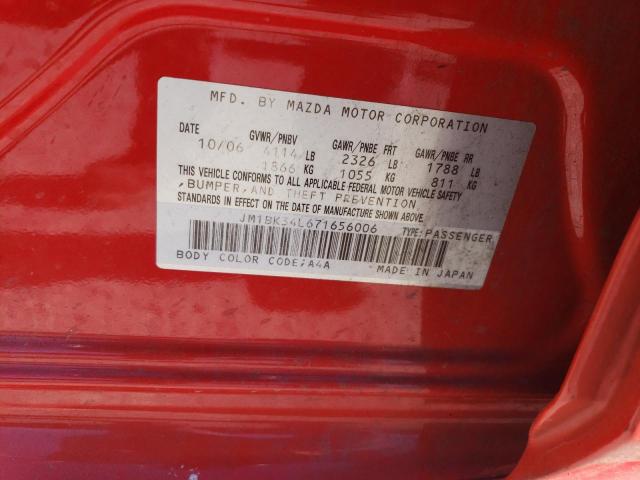 MFD. BY MAZDA MOTOR CORPORATION
DATE GVWR/PNBV GAWR/PNBE FRT GAWR/PNBE RR
10/06 4114 LB 2326 LB 1788 LB
1866 KG 1055 KG 811 KG
THIS VEHICLE CONFORMS TO ALL APPLICABLE FEDERAL MOTOR VEHICLE SAFETY
,BUMPER,AND THEFT PREVENTION
STANDARDS IN EFFECT ON THE DATE OF MANUFACTURE SHOWN ABOVE.
JM1BK34L671656006 TYPE:PASSENGER
BODY COLOR CODE;A4A MADE IN JAPAN